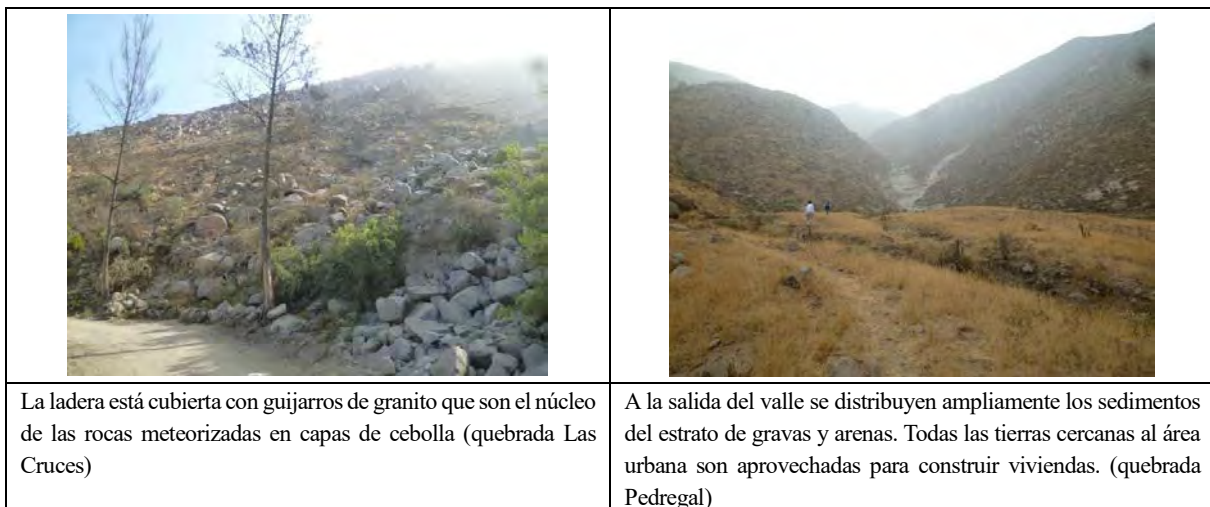 La ladera está cubierta con guijarros de granito que son el núcleo
de las rocas meteorizadas en capas de cebolla (quebrada Las
Cruces)
A la salida del valle se distribuyen ampliamente los sedimentos
del estrato de gravas y arenas. Todas las tierras cercanas al área
urbana son aprovechadas para construir viviendas. (quebrada
Pedregal)